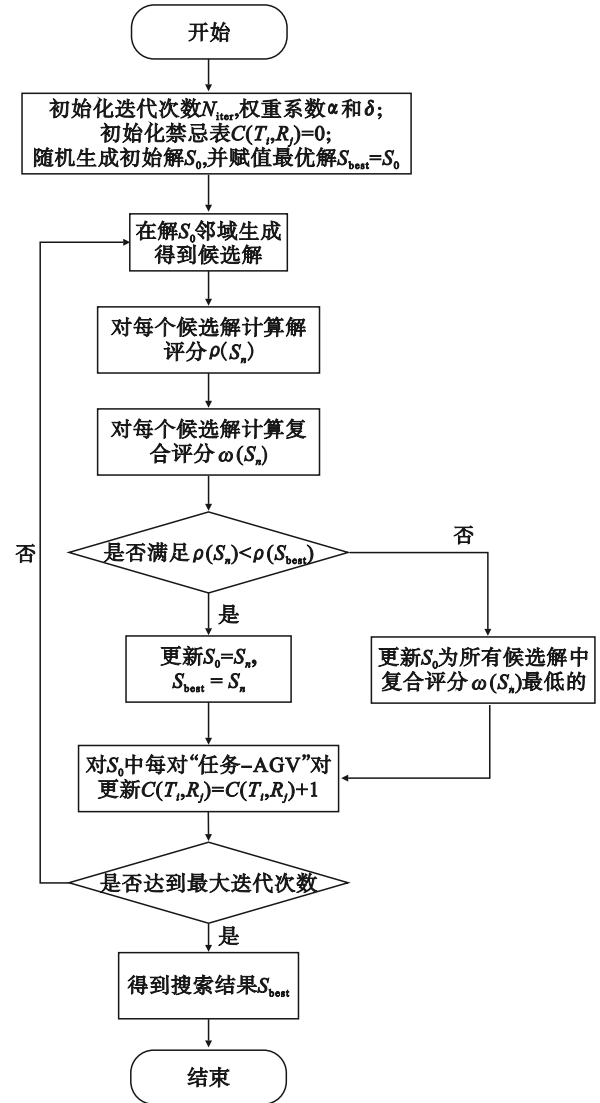 开始
初始化迭代次数N_iter,权重系数α和δ;
初始化禁忌表C(T_i,R_j)=0;
随机生成初始解S_0,并赋值最优解S_best=S_0
在解S_0邻域生成
得到候选解
对每个候选解计算解
评分ρ(S_n)
对每个候选解计算复
合评分ω(S_n)
是否满足ρ(S_n)<ρ(S_best)
否
否
是
更新S_0=S_n,
S_best = S_n
更新S_0为所有候选解中
复合评分ω(S_n)最低的
对S_0中每对“任务–AGV”对
更新C(T_i,R_j)=C(T_i,R_j)+1
是否达到最大迭代次数
是
得到搜索结果S_best
结束